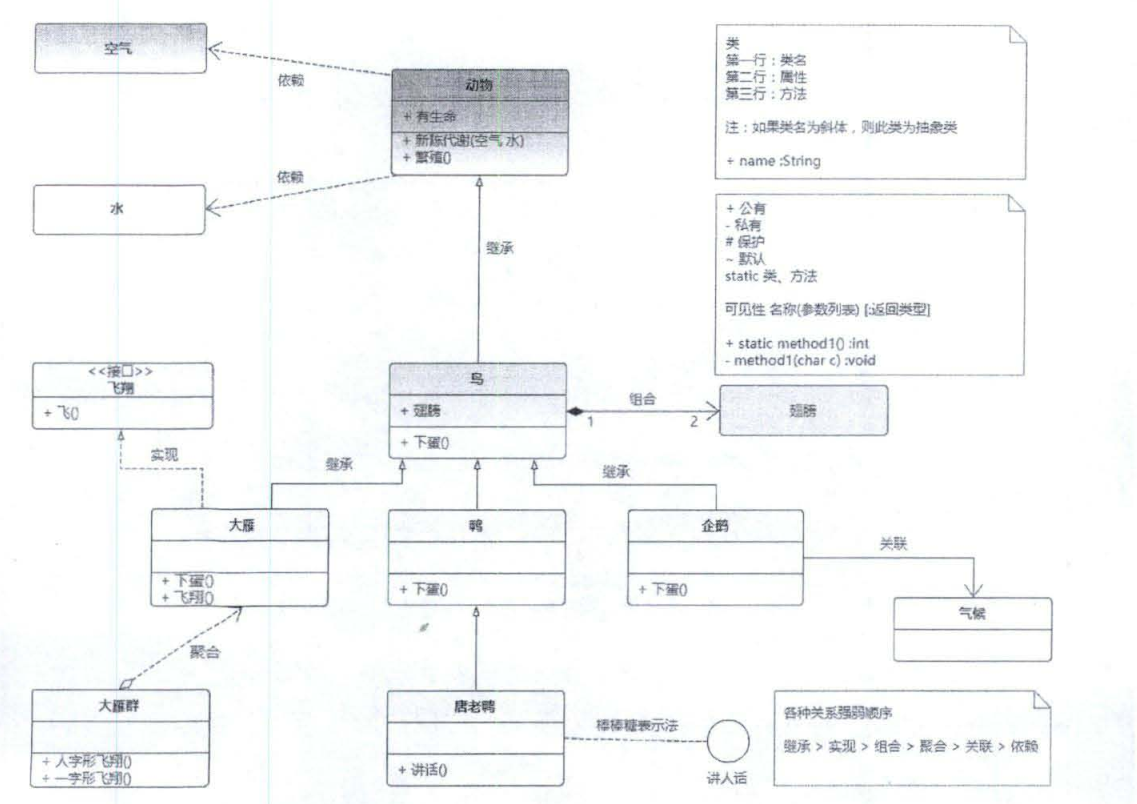 空气
依赖
动物
+ 有生命
+ 新陈代谢(空气 水)
+ 繁殖()
类
第一行：类名
第二行：属性
第三行：方法
注：如果类名为斜体，则此类为抽象类
+ name :String
依赖
水
继承
+ 公有
- 私有
# 保护
~ 默认
static 类、方法
可见性 名称(参数列表) [:返回类型]
+ static method1() :int
- method1(char c) :void
<<接口>>
飞翔
+ 飞()
鸟
+ 翅膀
+ 下蛋()
组合
1
2
翅膀
实现
继承
继承
大雁
+ 下蛋()
+ 飞翔()
鸭
+ 下蛋()
企鹅
+ 下蛋()
关联
气候
聚合
大雁群
+ 人字形飞翔()
+ 一字形飞翔()
唐老鸭
+ 讲话()
棒棒糖表示法
讲人话
各种关系强弱顺序
继承 > 实现 > 组合 > 聚合 > 关联 > 依赖